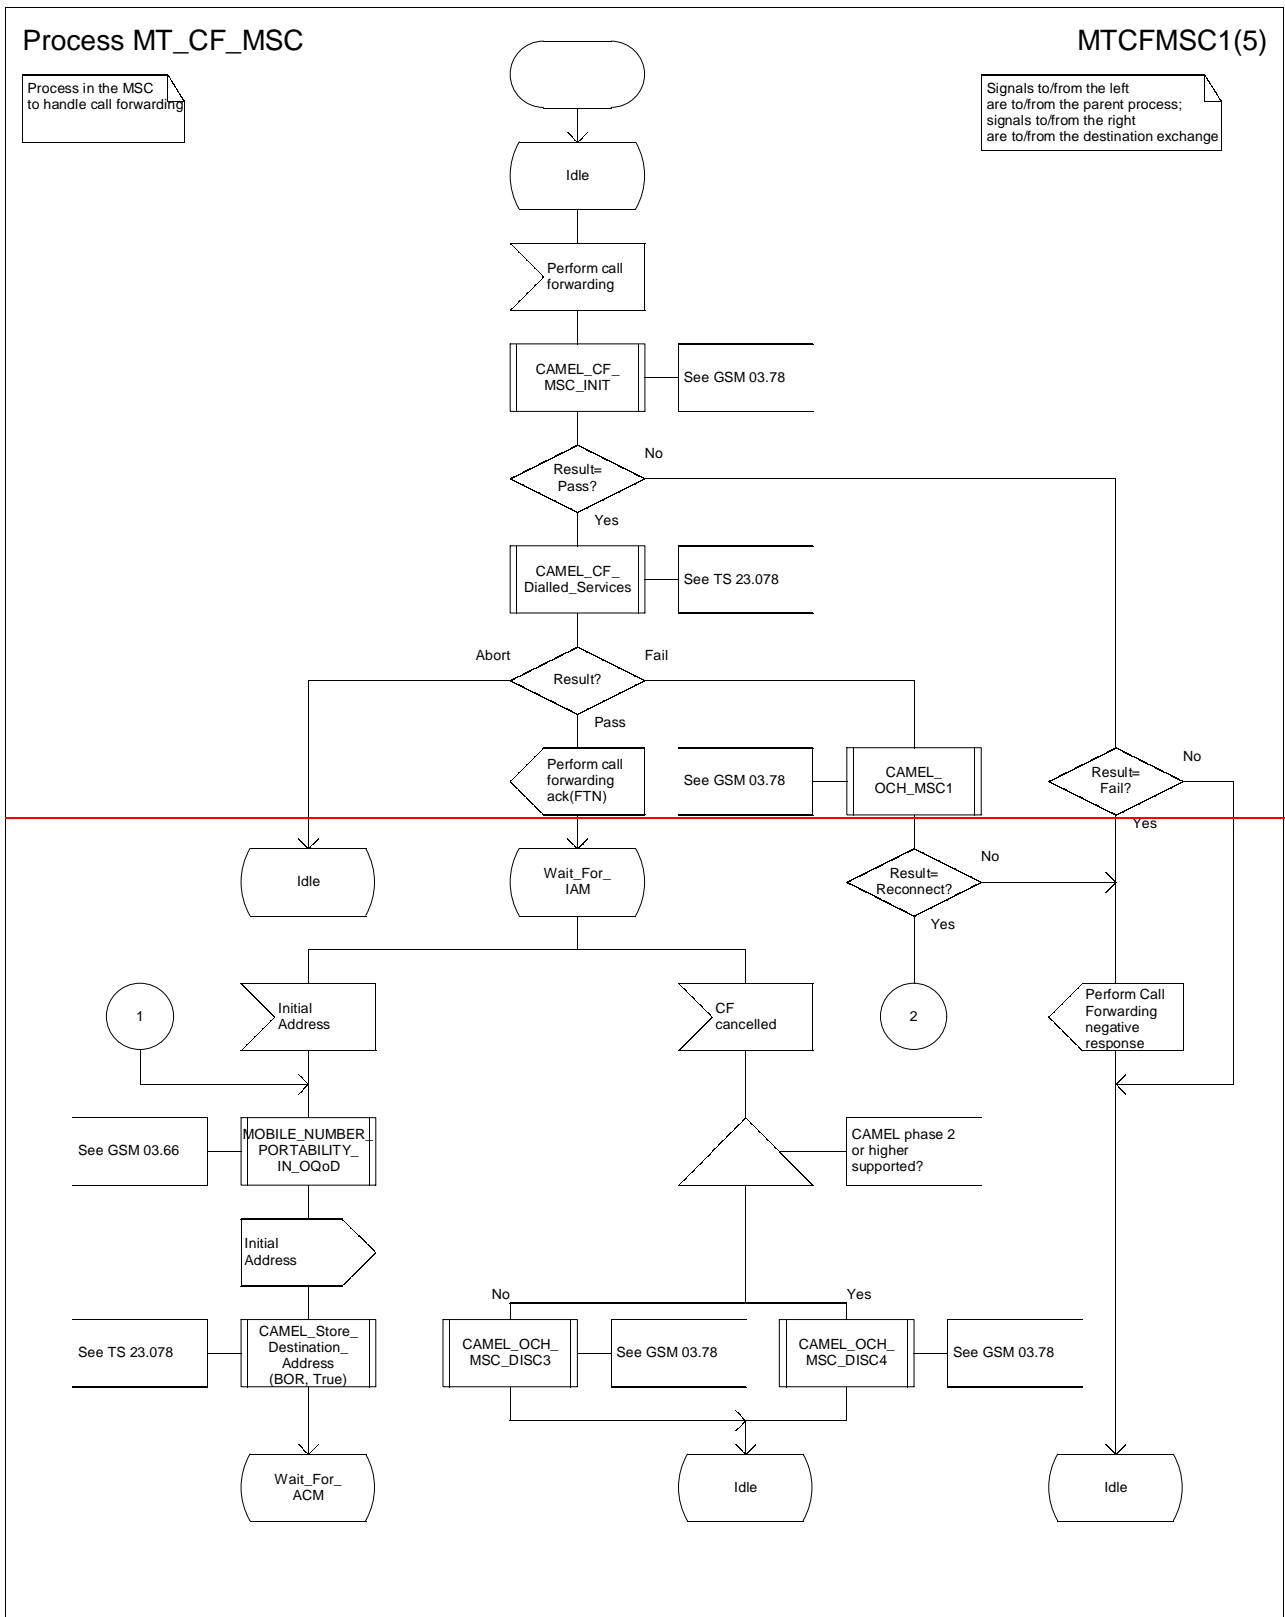 Process MT_CF_MSC
MTCFMSC1(5)
Process in the MSC
to handle call forwarding
Signals to/from the left
are to/from the parent process;
signals to/from the right
are to/from the destination exchange
Idle
Perform call
forwarding
CAMEL_CF_
MSC_INIT
See GSM 03.78
Result=
Pass?
No
Yes
CAMEL_CF_
Dialled_Services
See TS 23.078
Abort
Result?
Fail
Pass
Perform call
forwarding
ack(FTN)
See GSM 03.78
CAMEL_
OCH_MSC1
Result=
Fail?
No
Yes
Idle
Wait_For_
IAM
Result=
Reconnect?
No
Yes
1
Initial
Address
CF
cancelled
2
Perform Call
Forwarding
negative
response
See GSM 03.66
MOBILE_NUMBER_
PORTABILITY_
IN_OQoD
CAMEL phase 2
or higher
supported?
Initial
Address
No
Yes
See TS 23.078
CAMEL_Store_
Destination_
Address
(BOR, True)
CAMEL_OCH_
MSC_DISC3
See GSM 03.78
CAMEL_OCH_
MSC_DISC4
See GSM 03.78
Wait_For_
ACM
Idle
Idle